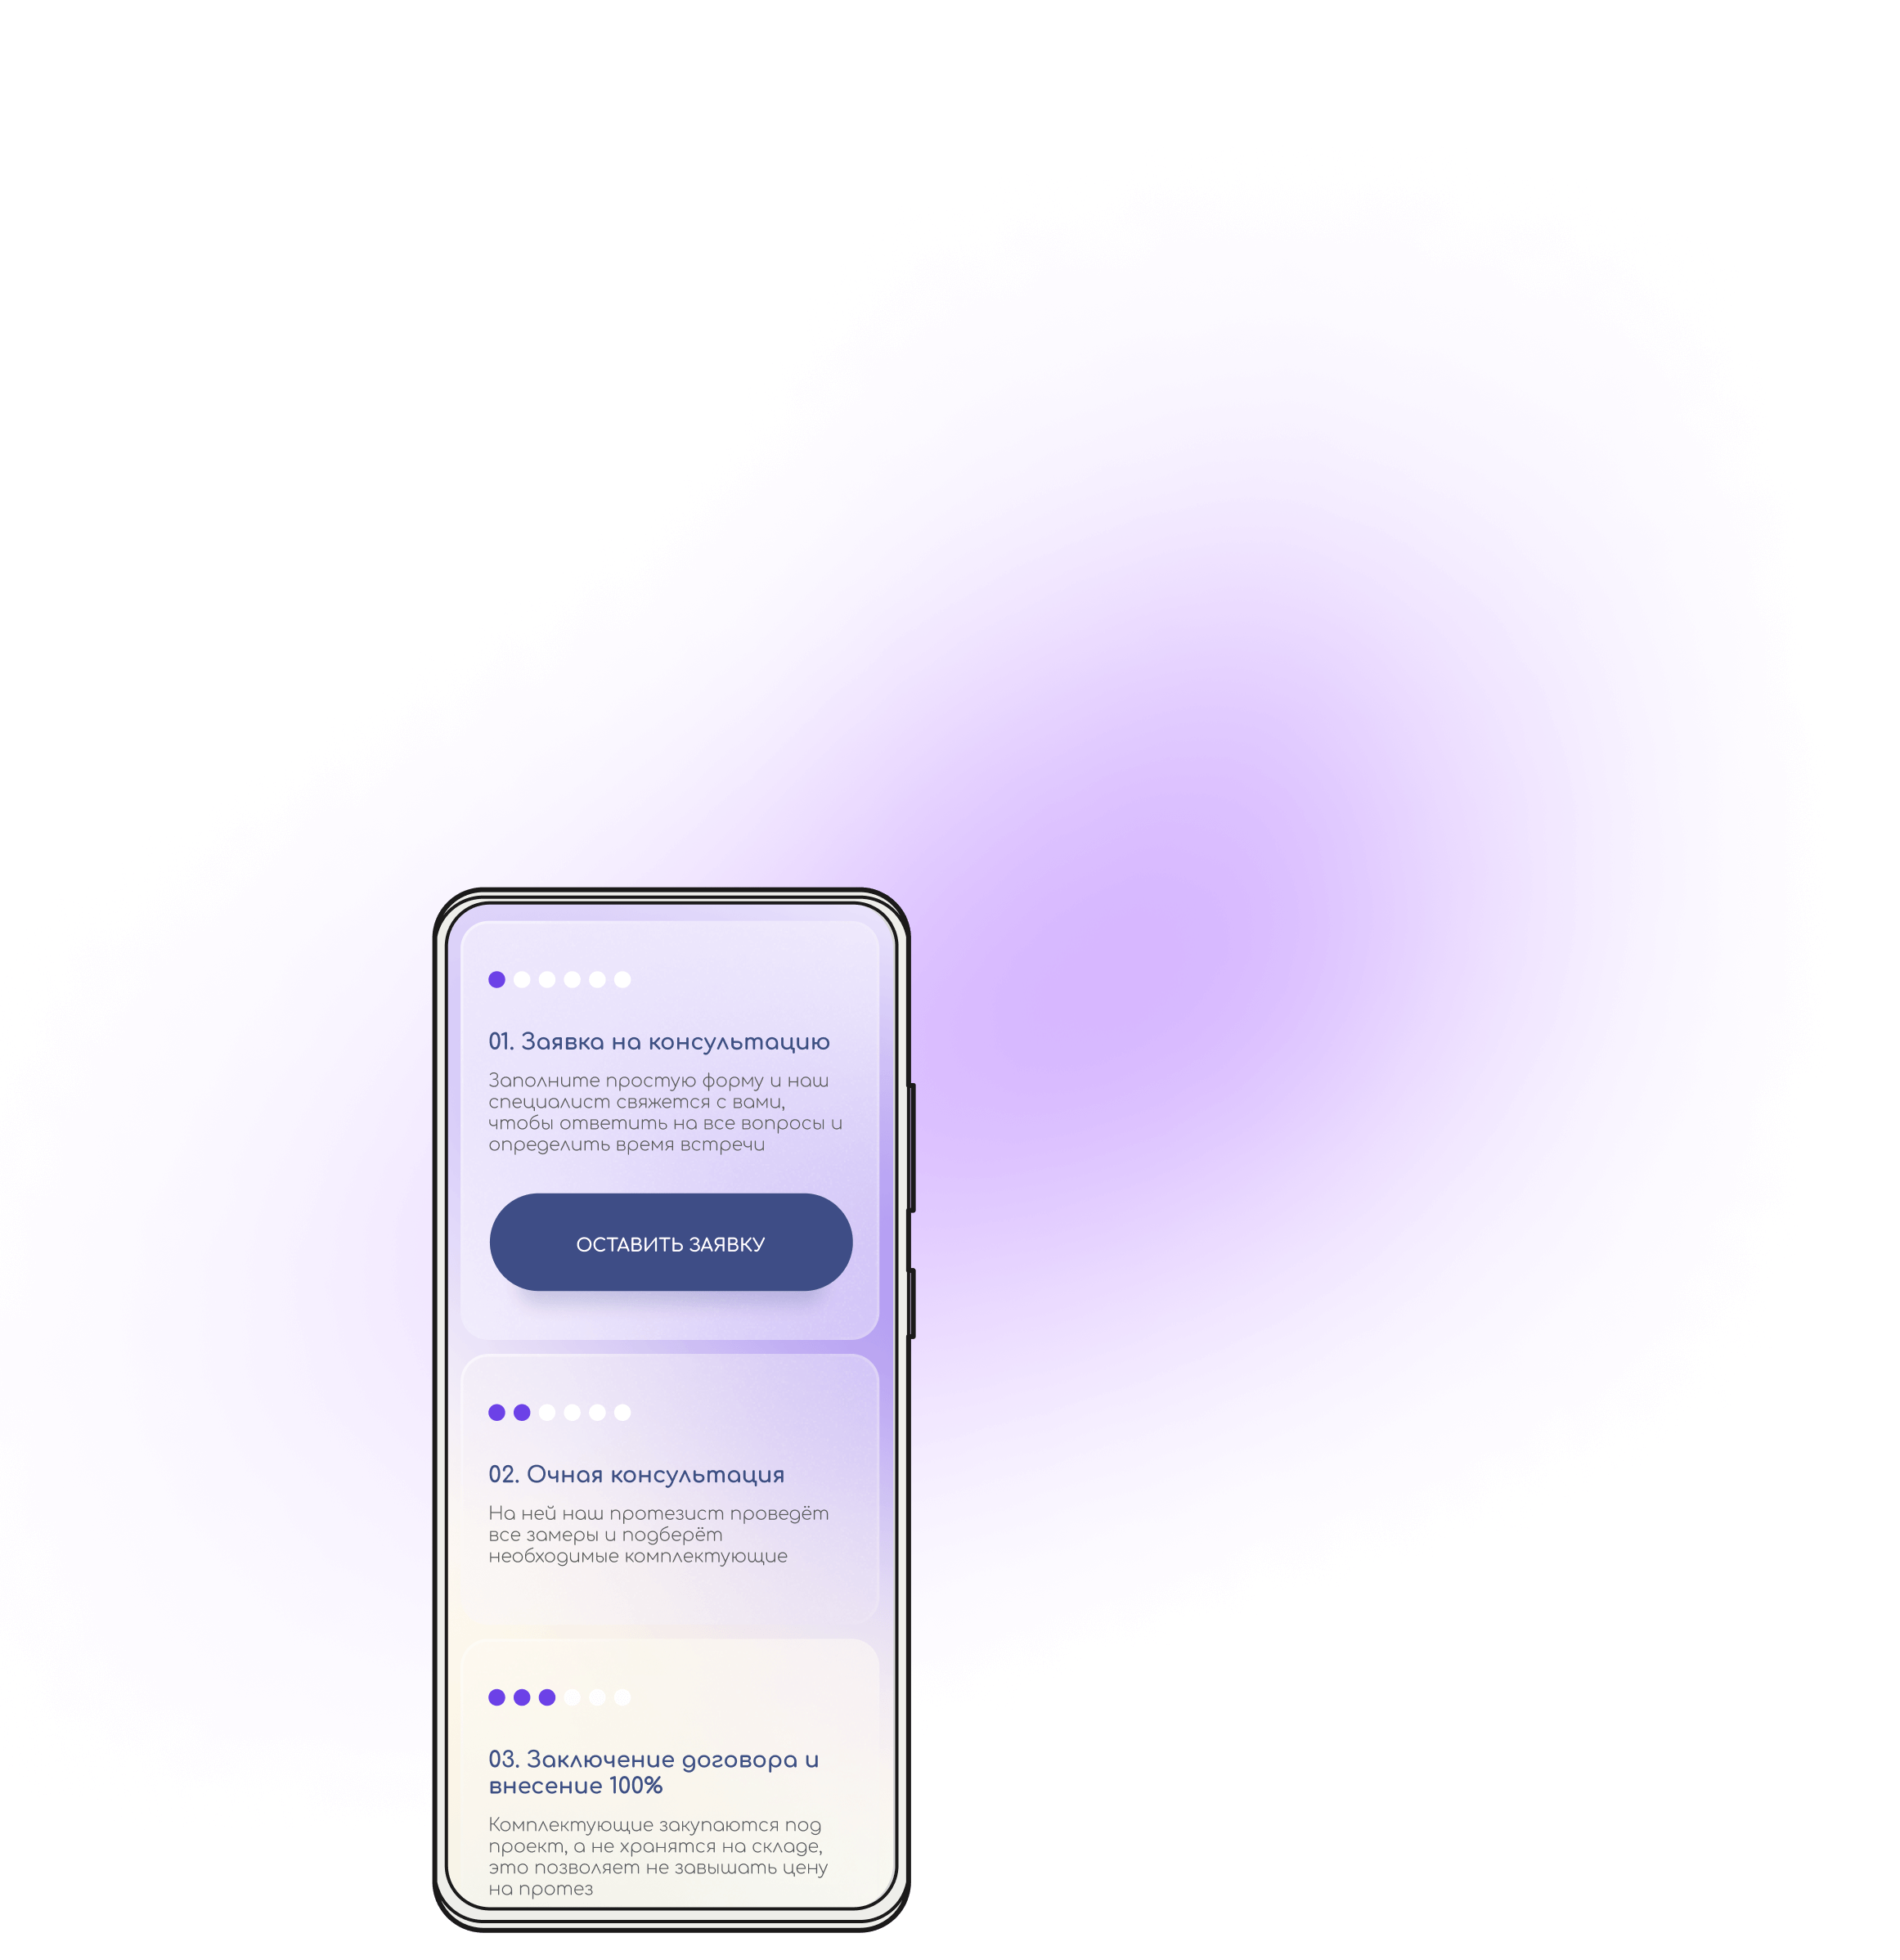 01. Заявка на консультацию
Заполните простую форму и наш
специалист свяжется с вами,
чтобы ответить на все вопросы и
определить время встречи
ОСТАВИТЬ ЗАЯВКУ
02. Очная консультация
На ней наш протезист проведёт
все замеры и подберёт
необходимые комплектующие
03. Заключение договора и
внесение 100%
Комплектующие закупаются под
проект, а не хранятся на складе,
это позволяет не завышать цену
на протез